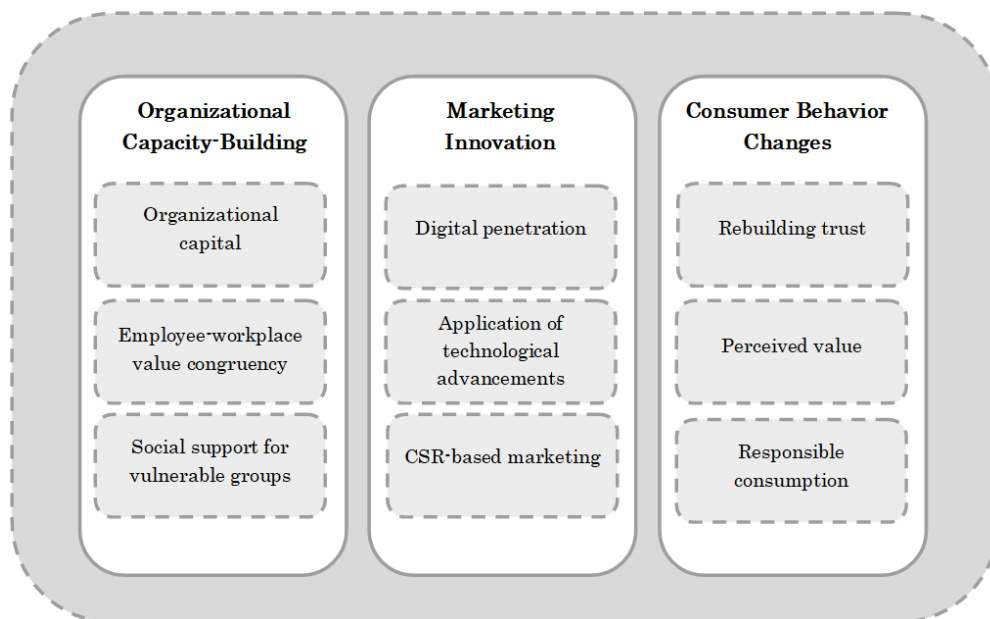 Organizational
Capacity-Building
Organizational
capital
Employee-workplace
value congruency
Social support for
vulnerable groups
Marketing
Innovation
Digital penetration
Application of
technological
advancements
CSR-based marketing
Consumer Behavior
Changes
Rebuilding trust
Perceived value
Responsible
consumption